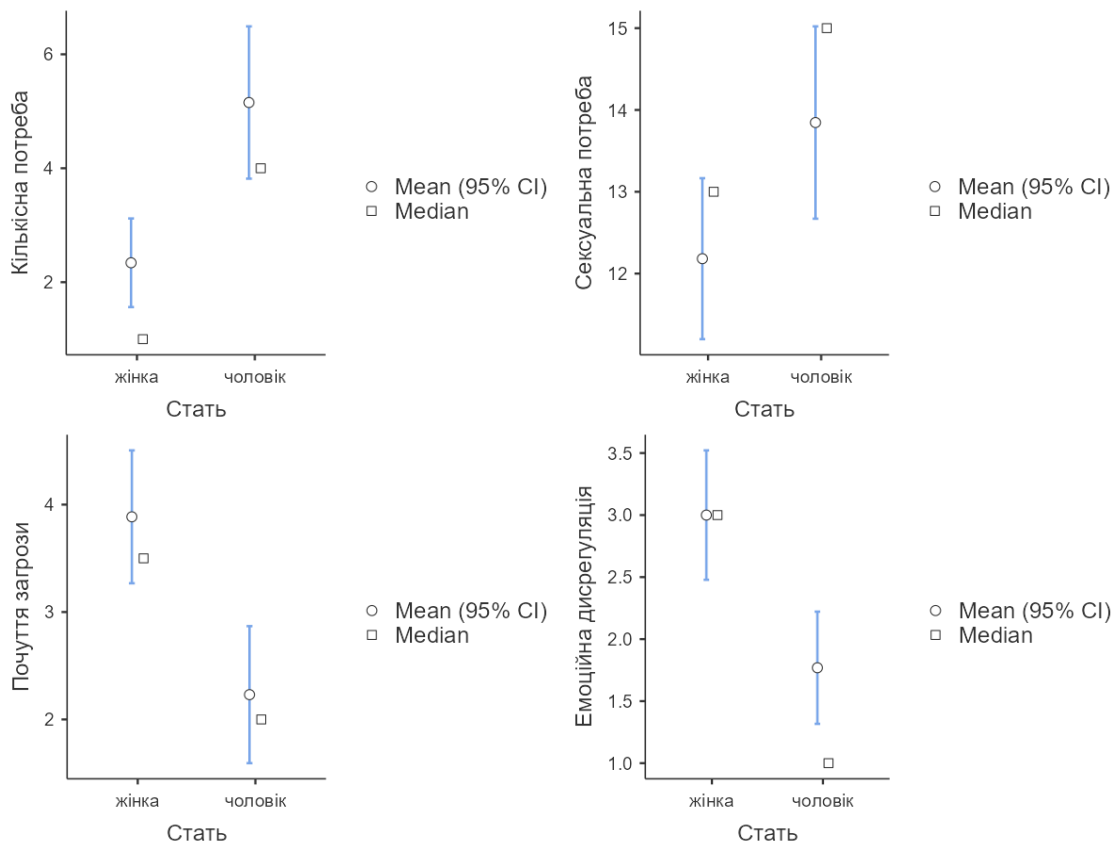 Кількісна потреба
6
4
2
жінка
чоловік
Стать
Mean (95% CI)
Median
Сексуальна потреба
15
14
13
12
жінка
чоловік
Стать
Mean (95% CI)
Median
Почуття загрози
4
3
2
жінка
чоловік
Стать
Mean (95% CI)
Median
Емоційна дисрегуляція
3.5
3.0
2.5
2.0
1.5
1.0
жінка
чоловік
Стать
Mean (95% CI)
Median